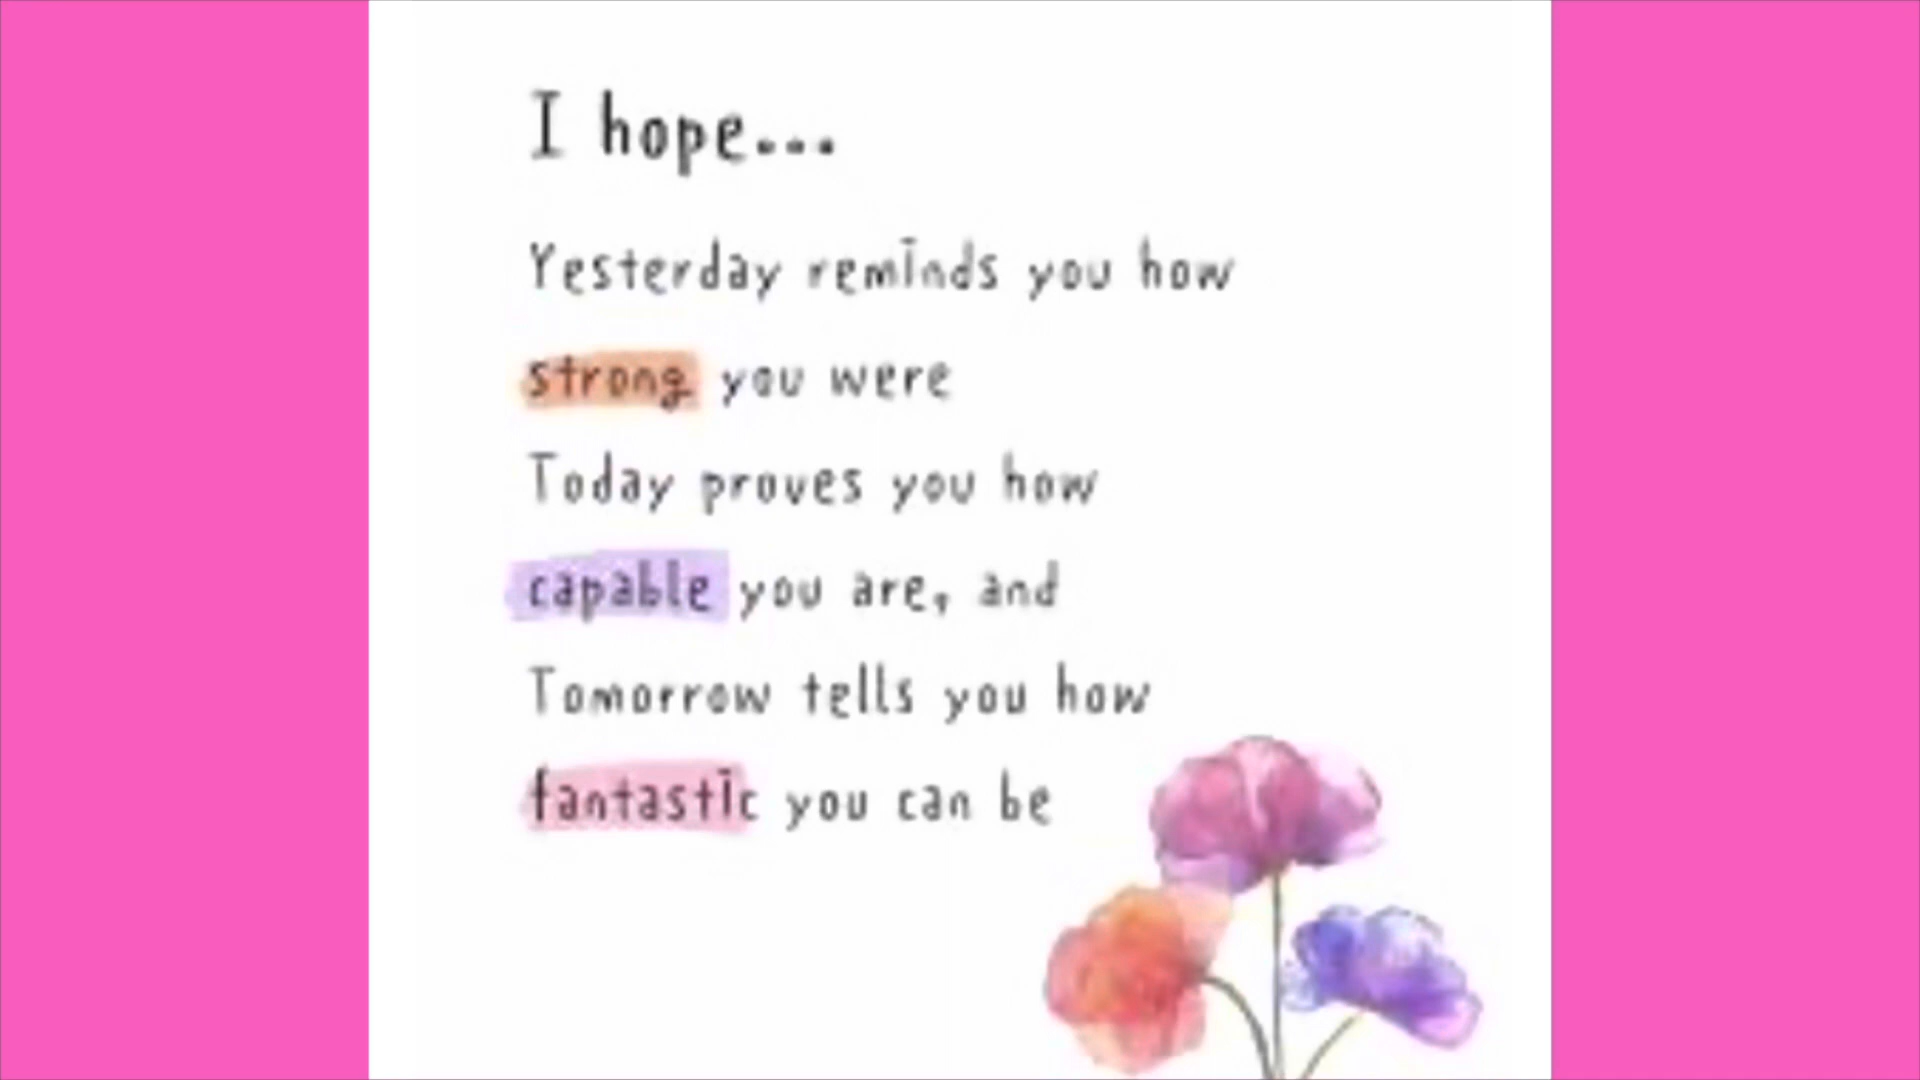 I hope...
Yesterday reminds you how
strong you were
Today proves you how
capable you are, and
Tomorrow tells you how
fantastic you can be